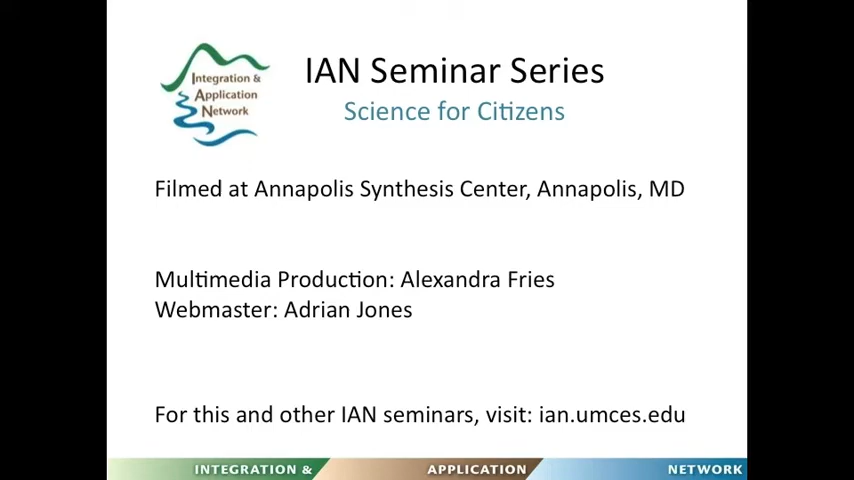 IAN Seminar Series
Science for Citizens
Integration &
Application
Network
Filmed at Annapolis Synthesis Center, Annapolis, MD
Multimedia Production: Alexandra Fries
Webmaster: Adrian Jones
For this and other IAN seminars, visit: ian.umces.edu
INTEGRATION & APPLICATION NETWORK